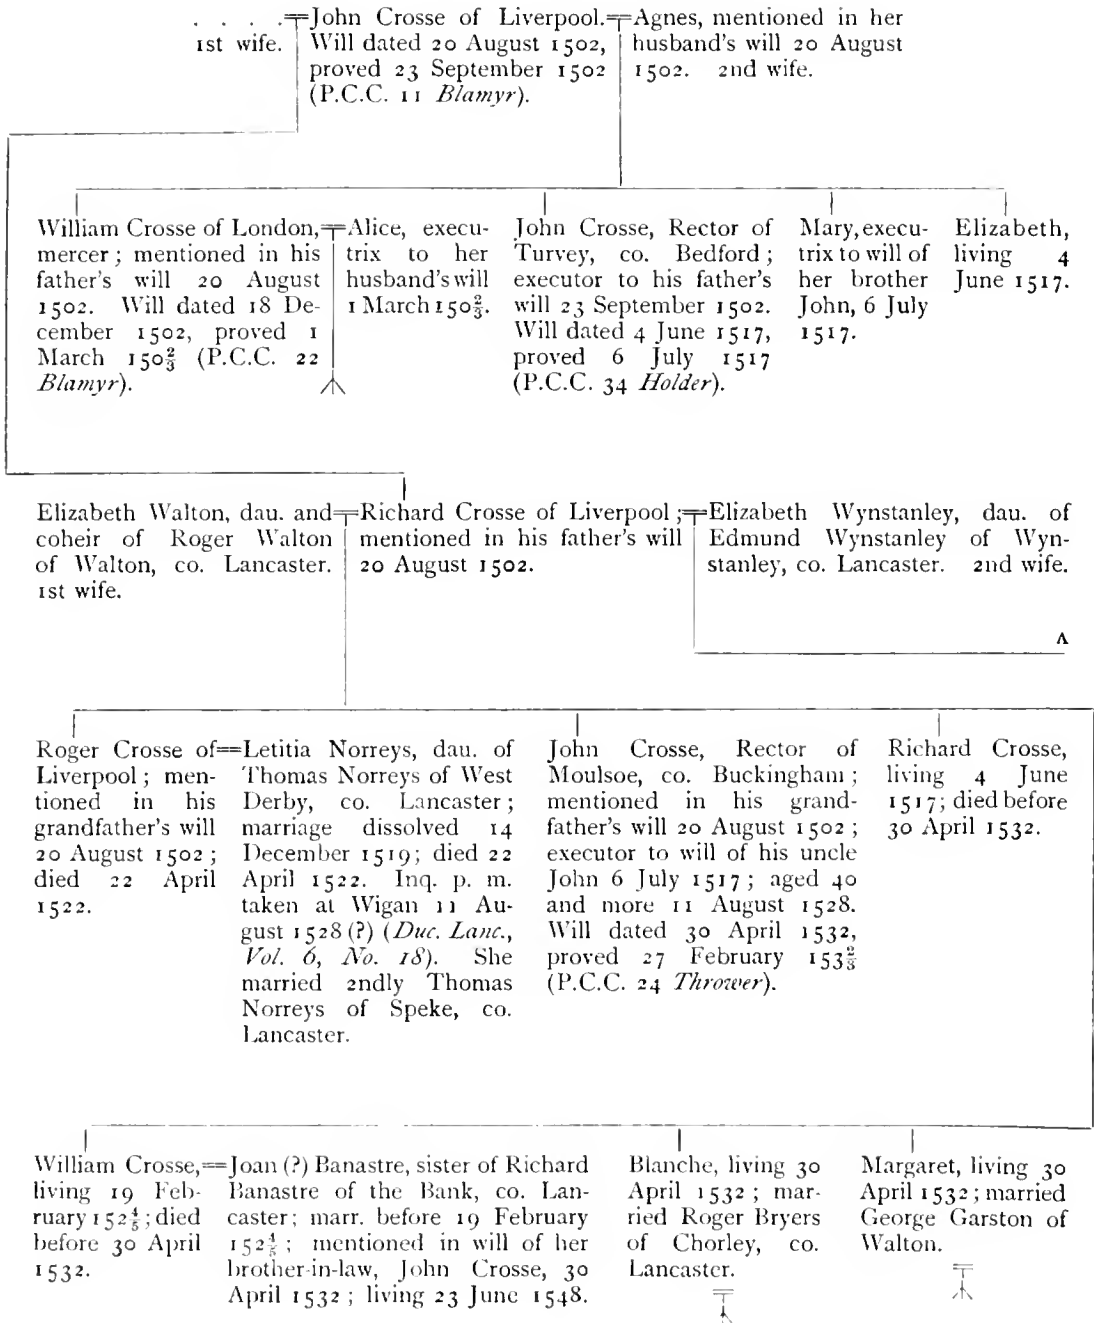 . . . .
1st wife.
John Crosse of Liverpool.
Will dated 20 August 1502,
proved 23 September 1502
(P.C.C. 11 Blamyr).
Agnes, mentioned in her
husband's will 20 August
1502. 2nd wife.
William Crosse of London,
mercer; mentioned in his
father's will 20 August
1502. Will dated 18 De-
cember 1502, proved 1
March 150⅔ (P.C.C. 22
Blamyr).
Alice, execu-
trix to her
husband's will
1 March 150⅔.
John Crosse, Rector of
Turvey, co. Bedford;
executor to his father's
will 23 September 1502.
Will dated 4 June 1517,
proved 6 July 1517
(P.C.C. 34 Holder).
Mary, execu-
trix to will of
her brother
John, 6 July
1517.
Elizabeth,
living 4
June 1517.
Elizabeth Walton, dau. and
coheir of Roger Walton
of Walton, co. Lancaster.
1st wife.
Richard Crosse of Liverpool;
mentioned in his father's will
20 August 1502.
Elizabeth Wynstanley, dau. of
Edmund Wynstanley of Wyn-
stanley, co. Lancaster. 2nd wife.
A
Roger Crosse of
Liverpool; men-
tioned in his
grandfather's will
20 August 1502;
died 22 April
1522.
Letitia Norreys, dau. of
Thomas Norreys of West
Derby, co. Lancaster;
marriage dissolved 14
December 1519; died 22
April 1522. Inq. p. m.
taken at Wigan 11 Au-
gust 1528 (?) (Duc. Lanc.,
Vol. 6, No. 18). She
married 2ndly Thomas
Norreys of Speke, co.
Lancaster.
John Crosse, Rector of
Moulsoe, co. Buckingham;
mentioned in his grand-
father's will 20 August 1502;
executor to will of his uncle
John 6 July 1517; aged 40
and more 11 August 1528.
Will dated 30 April 1532,
proved 27 February 153⅔
(P.C.C. 24 Thrower).
Richard Crosse,
living 4 June
1517; died before
30 April 1532.
William Crosse,
living 19 Feb-
ruary 152⅘; died
before 30 April
1532.
Joan (?) Banastre, sister of Richard
Banastre of the Bank, co. Lan-
caster; marr. before 19 February
152⅘; mentioned in will of her
brother-in-law, John Crosse, 30
April 1532; living 23 June 1548.
Blanche, living 30
April 1532; mar-
ried Roger Bryers
of Chorley, co.
Lancaster.
Margaret, living 30
April 1532; married
George Garston of
Walton.